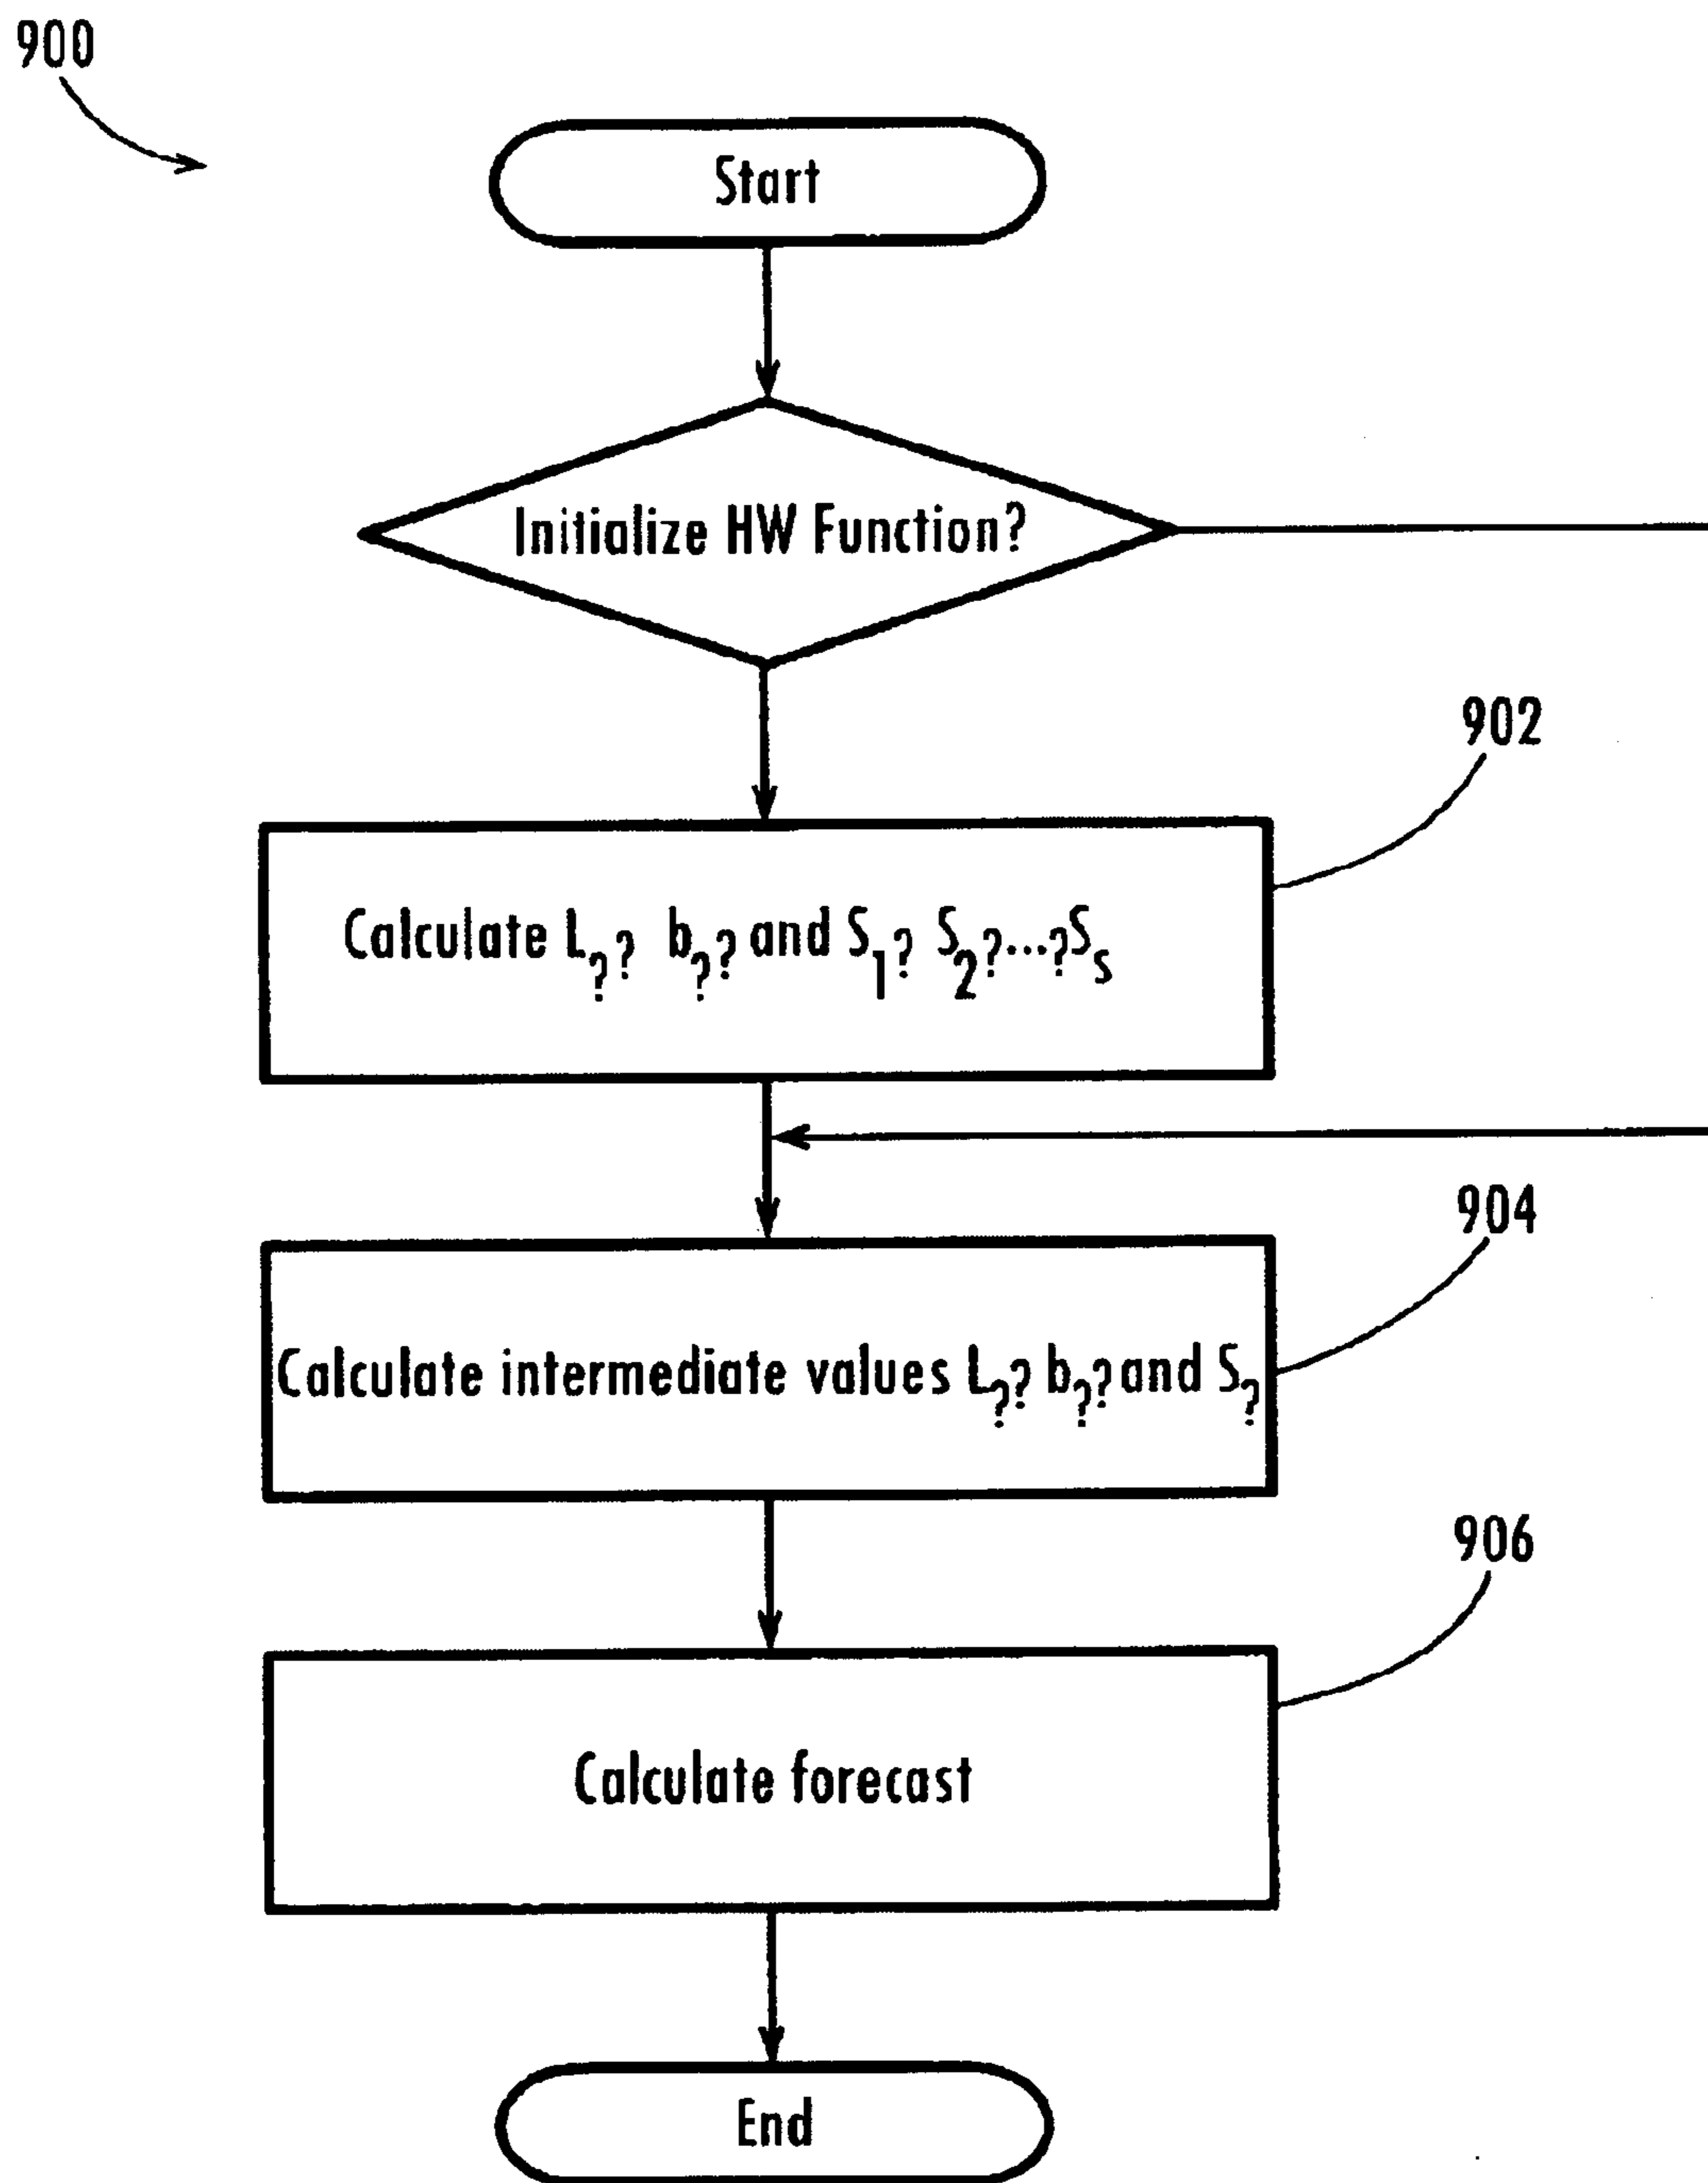 900
Start
Initialize HW Function?
902
Calculate L?? b?? and S1? S2?...?Ss
904
Calculate intermediate values L?? b?? and S?
906
Calculate forecast
End